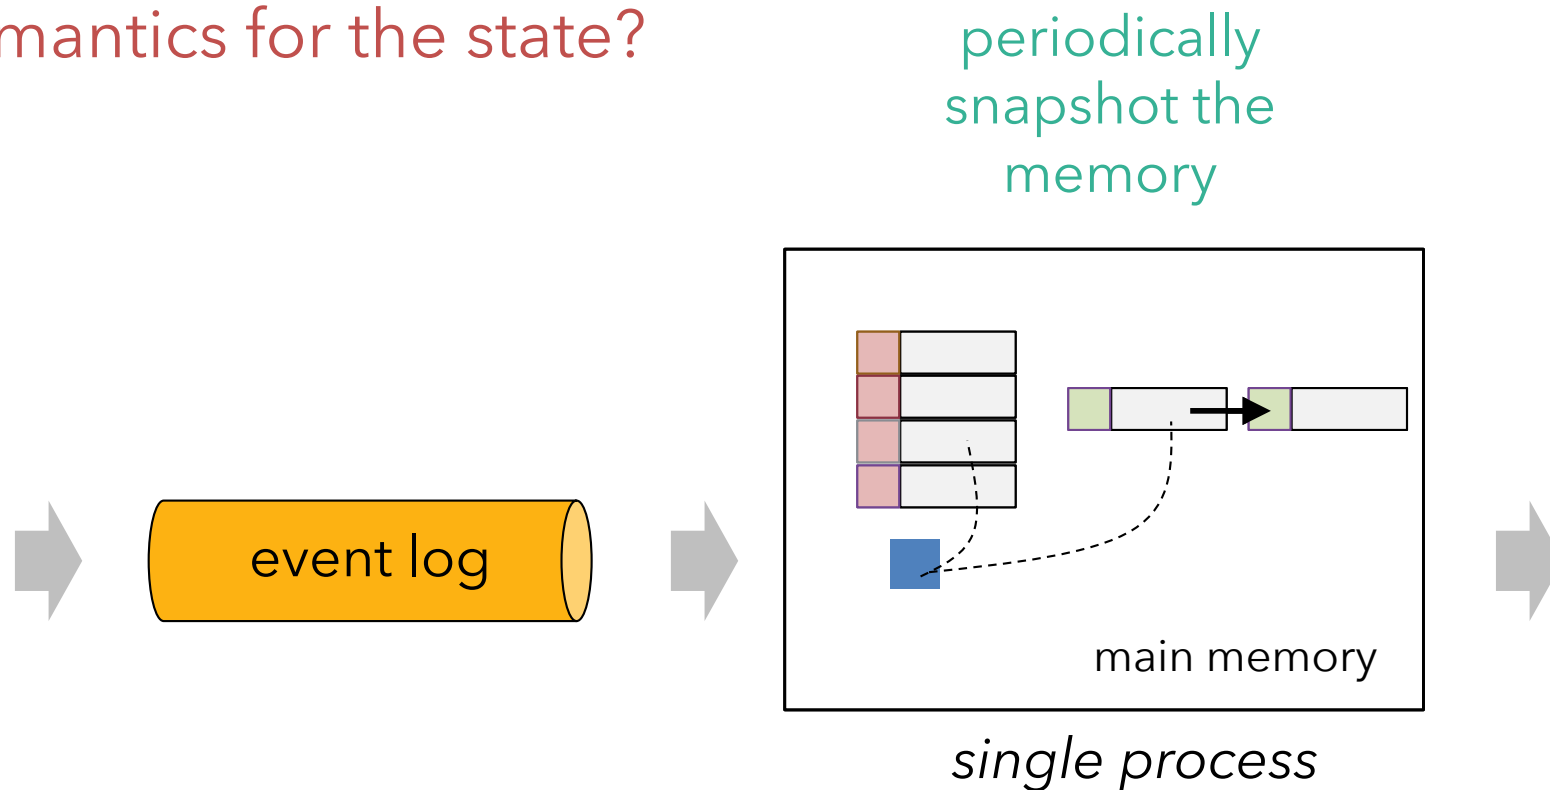 mantics for the state?
periodically
snapshot the
memory
event log
main memory
single process